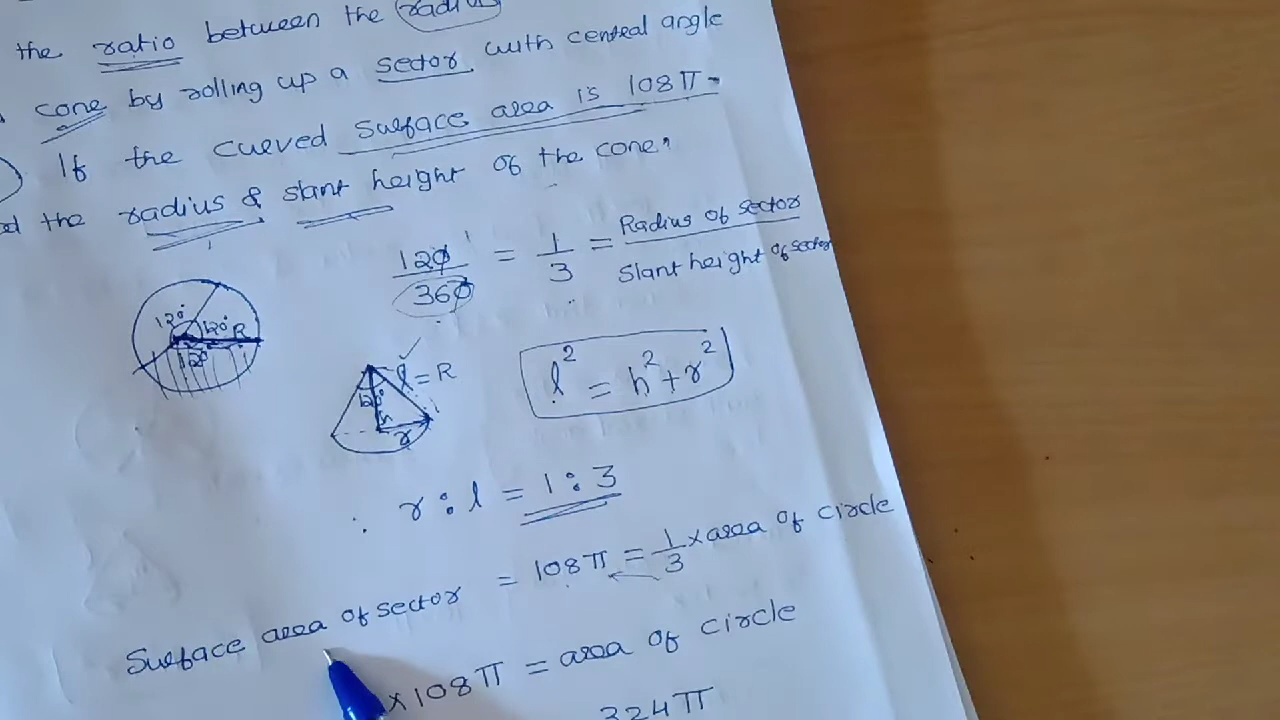 the ratio between the radius
cone by rolling up a sector with central angle
If the curved surface area is 108π.
the radius & slant height of the cone.
120/360 = 1/3 = Radius of sector/Slant height of sector
120° 120° R
120°
l = R
120°
h
r
l² = h² + r²
∴ r : l = 1 : 3
Surface area of sector = 108π = 1/3 × area of circle
× 108π = area of circle
324π